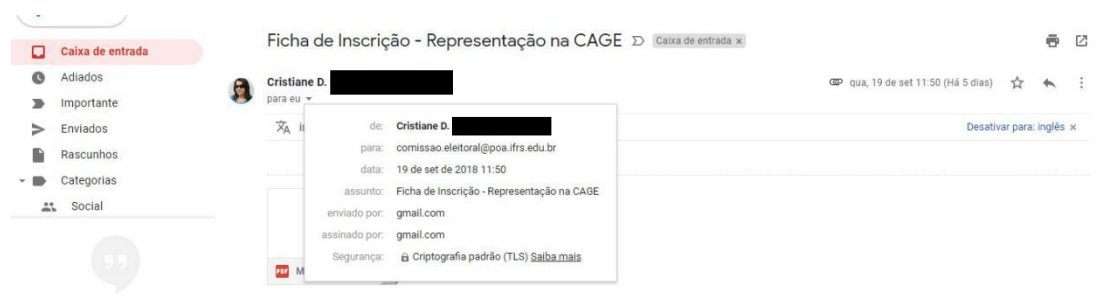 Ficha de Inscrição - Representação na CAGE Caixa de entrada x
Caixa de entrada
Adiados
Importante
Enviados
Rascunhos
Categorias
Social
Cristiane D.
qua, 19 de set 11:50 (Há 5 dias)
para eu
Desativar para: inglês x
de: Cristiane D.
para: comissao.eleitoral@poa.ifrs.edu.br
data: 19 de set de 2018 11:50
assunto: Ficha de Inscrição - Representação na CAGE
enviado por: gmail.com
assinado por: gmail.com
Segurança: Criptografia padrão (TLS) Saiba mais
PDF M